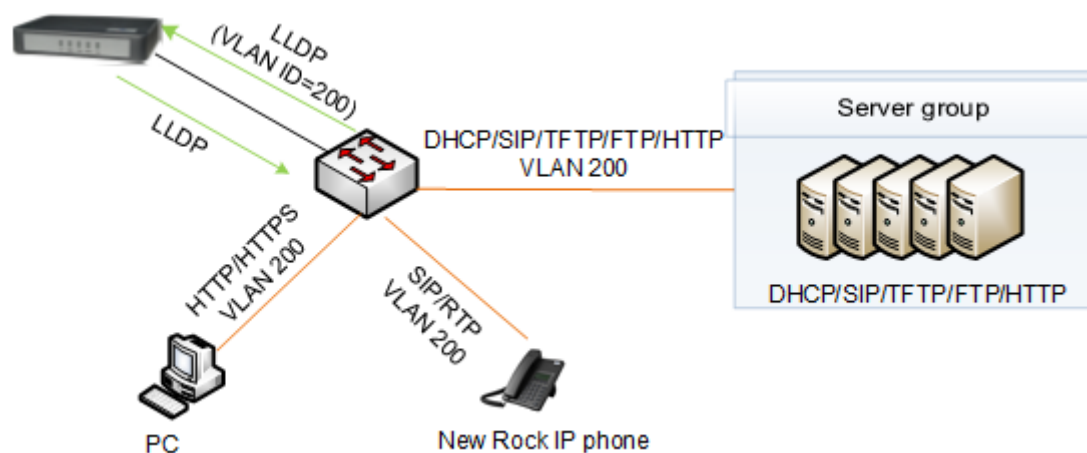 LLDP
(VLAN ID=200)
LLDP
DHCP/SIP/TFTP/FTP/HTTP
VLAN 200
Server group
DHCP/SIP/TFTP/FTP/HTTP
HTTP/HTTPS
VLAN 200
SIP/RTP
VLAN 200
PC
New Rock IP phone